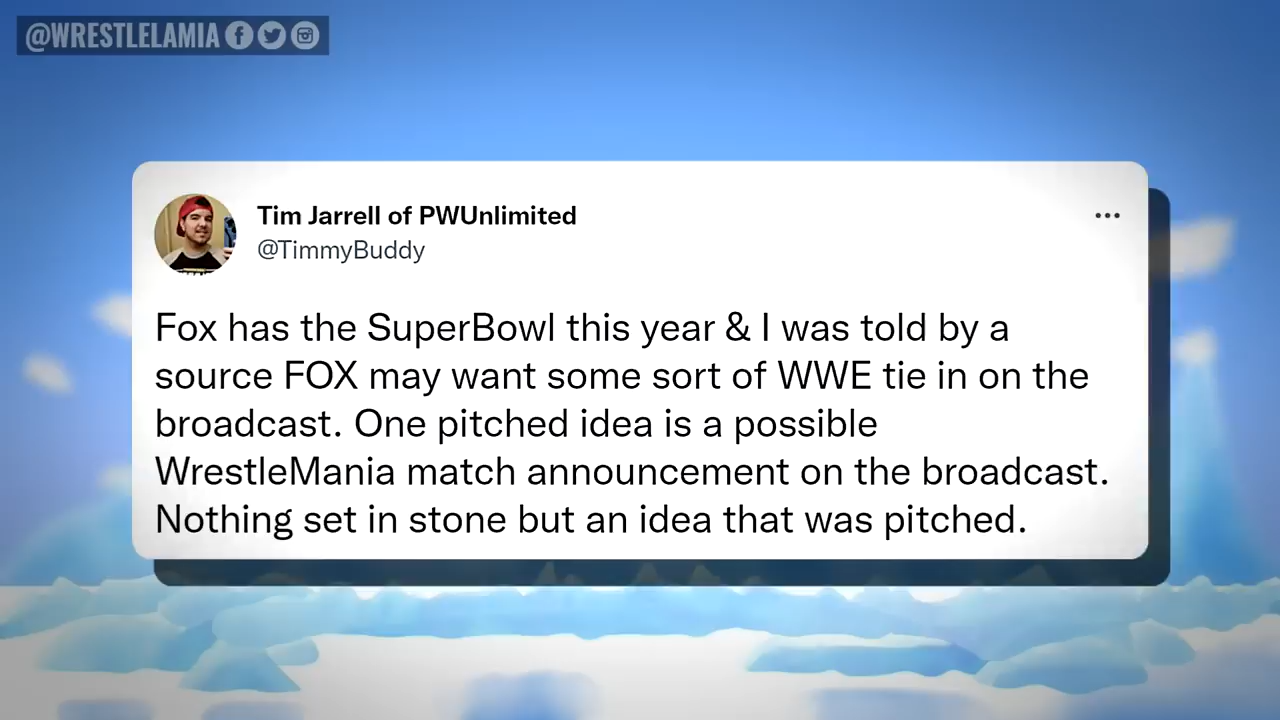 @WRESTLELAMIA
Tim Jarrell of PWUnlimited
@TimmyBuddy
Fox has the SuperBowl this year & I was told by a
source FOX may want some sort of WWE tie in on the
broadcast. One pitched idea is a possible
WrestleMania match announcement on the broadcast.
Nothing set in stone but an idea that was pitched.